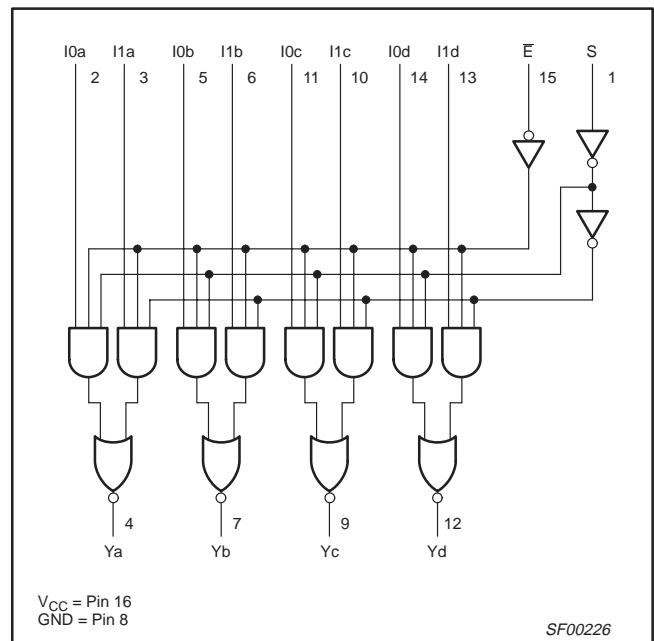 I0a I1a I0b I1b I0c I1c I0d I1d E̅ S
2 3 5 6 11 10 14 13 15 1
4 7 9 12
Ya Yb Yc Yd
VCC = Pin 16
GND = Pin 8
SF00226